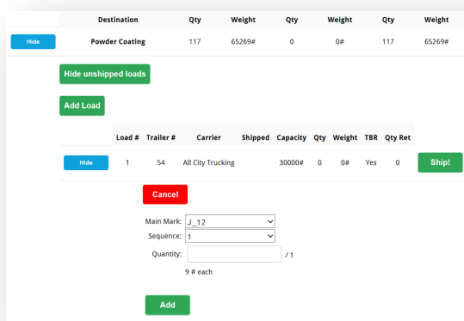 Destination Qty Weight Qty Weight Qty Weight
Hide Powder Coating 117 65269# 0 0# 117 65269#
Hide unshipped loads
Add Load
Load # Trailer # Carrier Shipped Capacity Qty Weight TBR Qty Ret
Hide 1 54 All City Trucking 30000# 0 0# Yes 0 Ship!
Cancel
Main Mark: J_12
Sequence: 1
Quantity: / 1
9 # each
Add